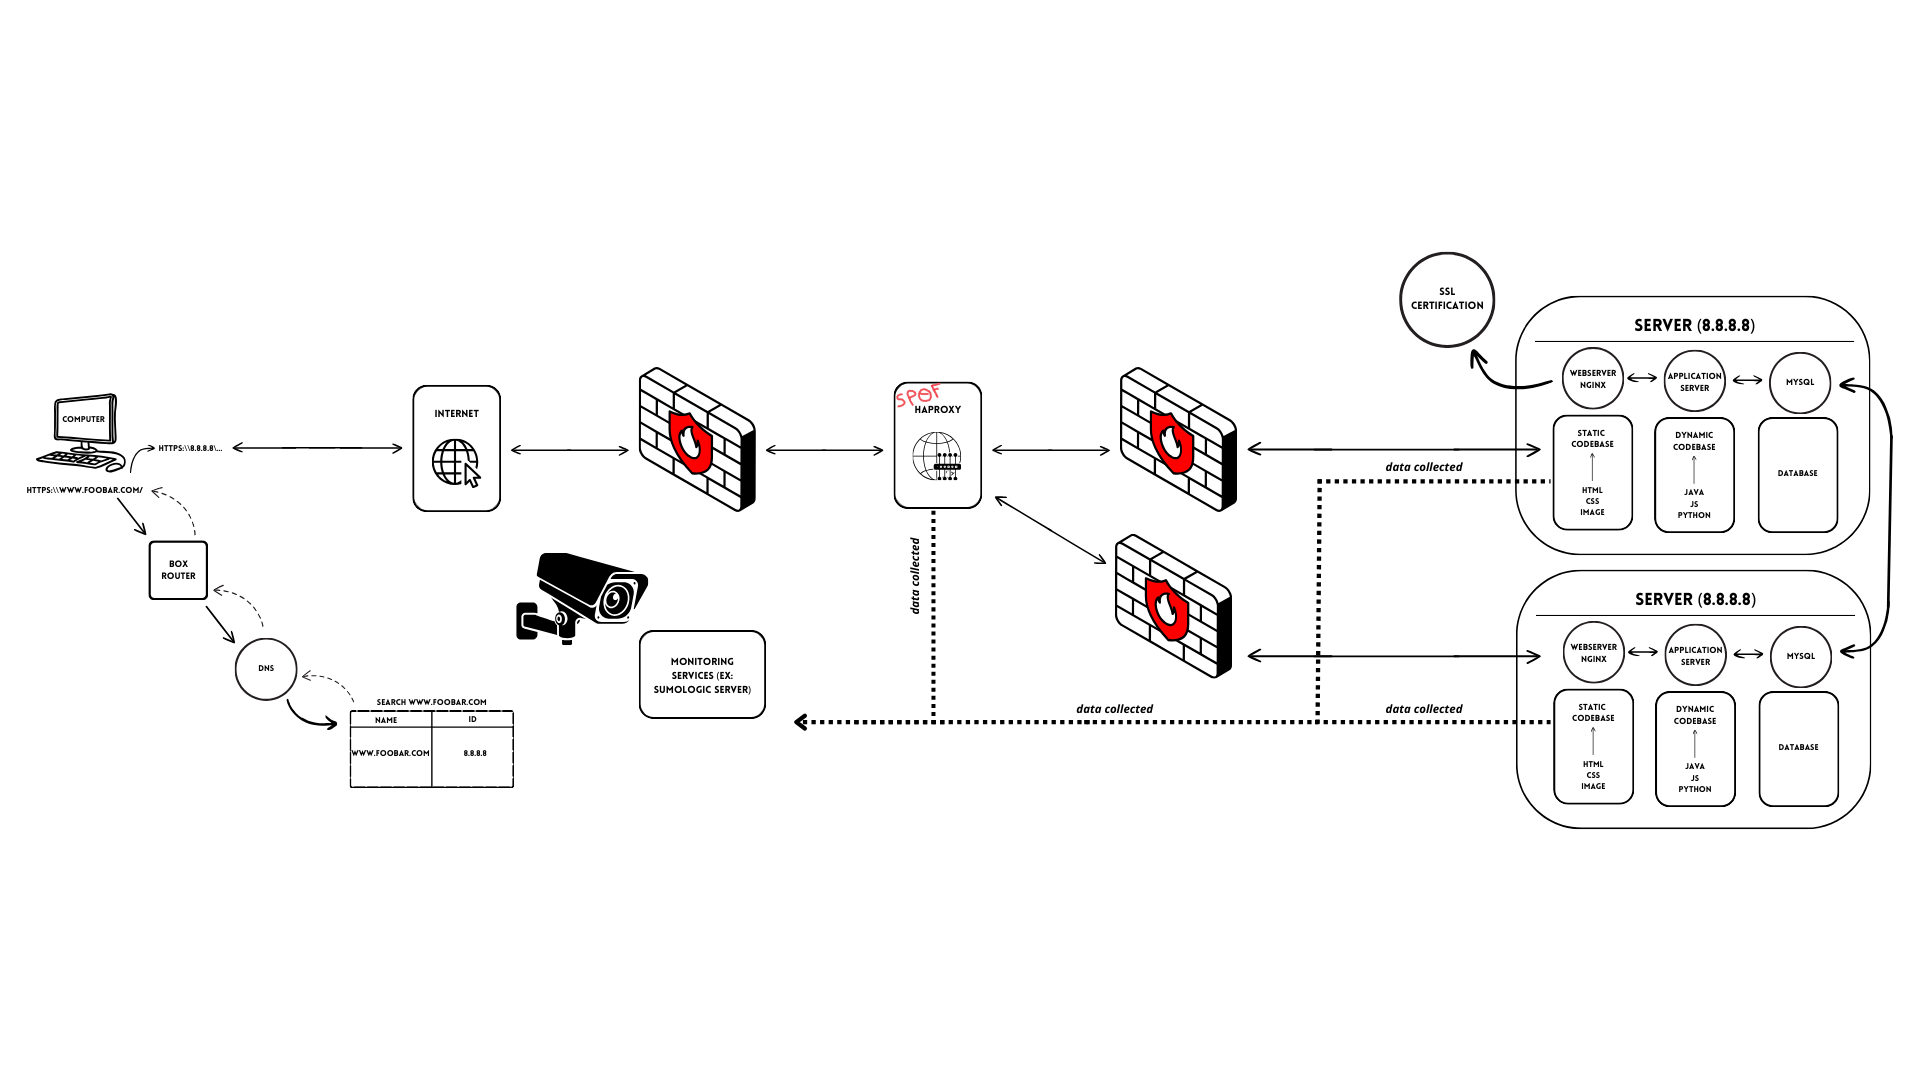 COMPUTER
HTTPS:\\8.8.8.8\...
HTTPS:\\WWW.FOOBAR.COM/
BOX
ROUTER
DNS
SEARCH WWW.FOOBAR.COM
NAME
ID
WWW.FOOBAR.COM
8.8.8.8
INTERNET
MONITORING
SERVICES (EX:
SUMOLOGIC SERVER)
SPOF
HAPROXY
data collected
data collected
data collected
data collected
SSL
CERTIFICATION
SERVER (8.8.8.8)
WEBSERVER
NGINX
APPLICATION
SERVER
MYSQL
STATIC
CODEBASE
HTML
CSS
IMAGE
DYNAMIC
CODEBASE
JAVA
JS
PYTHON
DATABASE
SERVER (8.8.8.8)
WEBSERVER
NGINX
APPLICATION
SERVER
MYSQL
STATIC
CODEBASE
HTML
CSS
IMAGE
DYNAMIC
CODEBASE
JAVA
JS
PYTHON
DATABASE